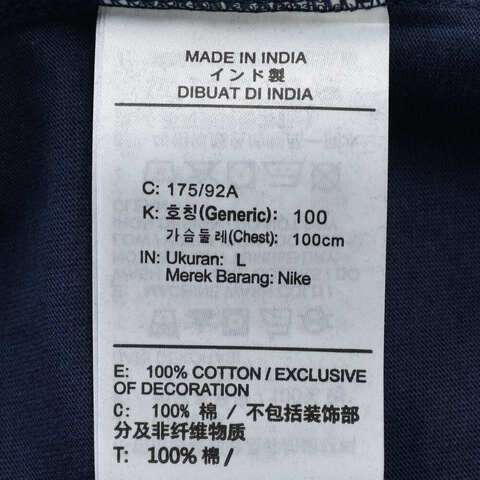 MADE IN INDIA
インド製
DIBUAT DI INDIA
C: 175/92A
K: 호칭(Generic): 100
가슴둘레(Chest): 100cm
IN: Ukuran: L
Merek Barang: Nike
E: 100% COTTON / EXCLUSIVE
OF DECORATION
C: 100% 棉 / 不包括装饰部
分及非纤维物质
T: 100% 棉 /